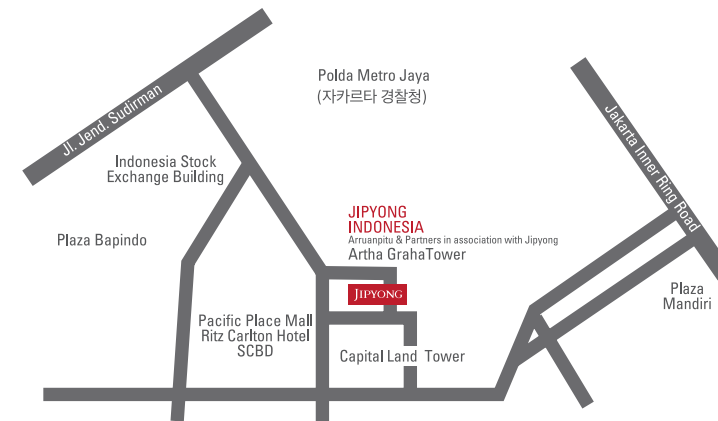 Polda Metro Jaya
(자카르타 경찰청)
Jl. Jend. Sudirman
Jakarta Inner Ring Road
Indonesia Stock
Exchange Building
Plaza Bapindo
JIPYONG
INDONESIA
Arruanpitu & Partners in association with Jipyong
Artha GrahaTower
JIPYONG
Plaza
Mandiri
Pacific Place Mall
Ritz Carlton Hotel
SCBD
Capital Land Tower